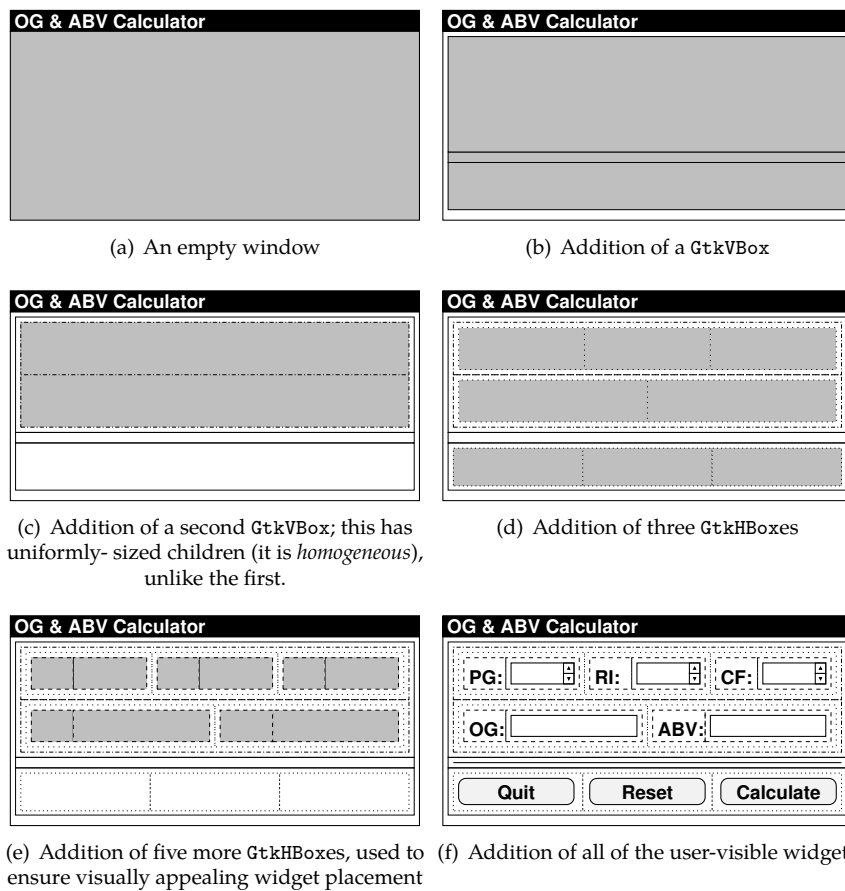 OG & ABV Calculator
OG & ABV Calculator
(a) An empty window
(b) Addition of a GtkVBox
OG & ABV Calculator
OG & ABV Calculator
(c) Addition of a second GtkVBox; this has
uniformly- sized children (it is homogeneous),
unlike the first.
(d) Addition of three GtkHBoxes
OG & ABV Calculator
OG & ABV Calculator
PG: RI: CF:
OG: ABV:
Quit Reset Calculate
(e) Addition of five more GtkHBoxes, used to
ensure visually appealing widget placement
(f) Addition of all of the user-visible widget